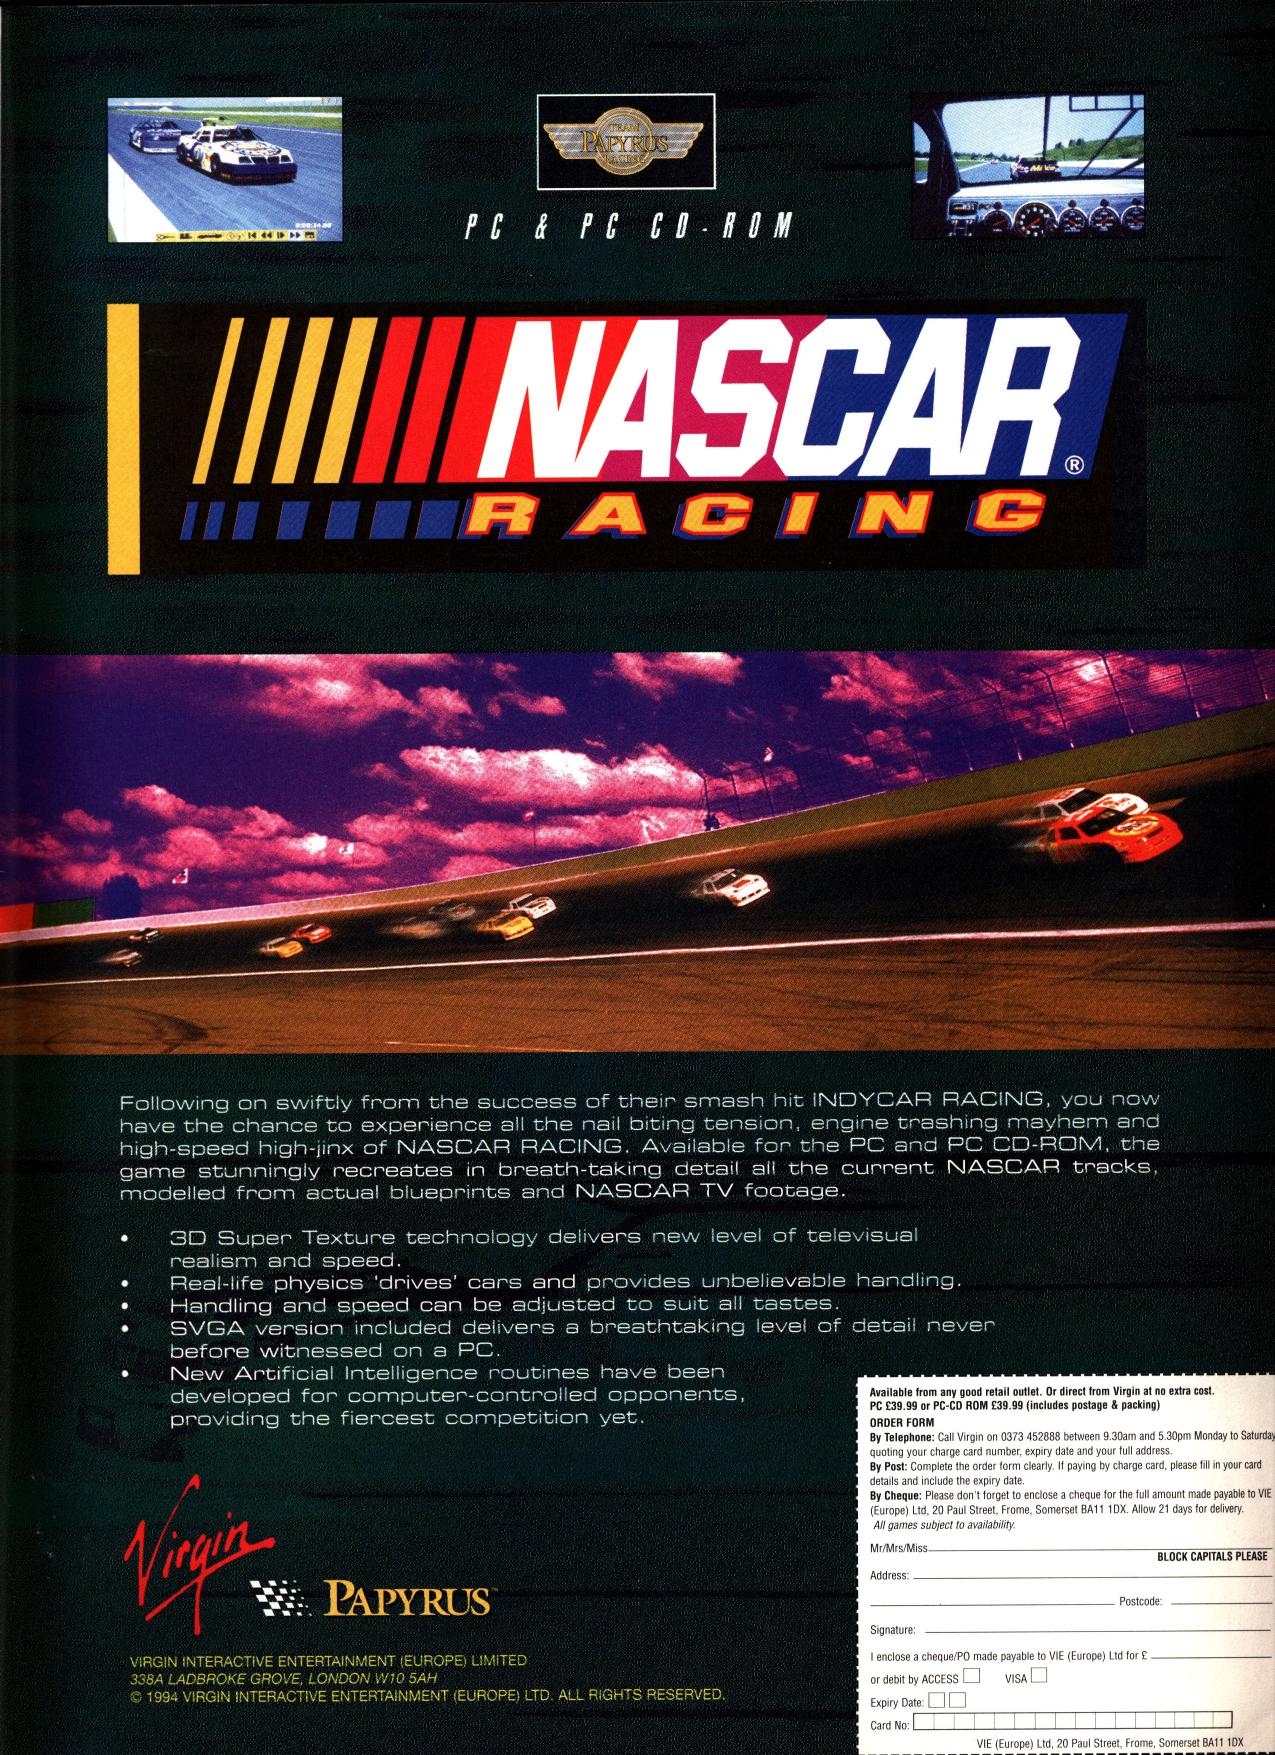 TEAM
PAPYRUS
RACING
PC & PC CD-ROM
NASCAR®
RACING
Following on swiftly from the success of their smash hit INDYCAR RACING, you now
have the chance to experience all the nail biting tension, engine trashing mayhem and
high-speed high-jinx of NASCAR RACING. Available for the PC and PC CD-ROM, the
game stunningly recreates in breath-taking detail all the current NASCAR tracks,
modelled from actual blueprints and NASCAR TV footage.
• 3D Super Texture technology delivers new level of televisual
realism and speed.
• Real-life physics 'drives' cars and provides unbelievable handling.
• Handling and speed can be adjusted to suit all tastes.
• SVGA version included delivers a breathtaking level of detail never
before witnessed on a PC.
• New Artificial Intelligence routines have been
developed for computer-controlled opponents,
providing the fiercest competition yet.
Virgin
PAPYRUS™
VIRGIN INTERACTIVE ENTERTAINMENT (EUROPE) LIMITED
338A LADBROKE GROVE, LONDON W10 5AH
© 1994 VIRGIN INTERACTIVE ENTERTAINMENT (EUROPE) LTD. ALL RIGHTS RESERVED.
Available from any good retail outlet. Or direct from Virgin at no extra cost.
PC £39.99 or PC-CD ROM £39.99 (includes postage & packing)
ORDER FORM
By Telephone: Call Virgin on 0373 452888 between 9.30am and 5.30pm Monday to Saturday
quoting your charge card number, expiry date and your full address.
By Post: Complete the order form clearly. If paying by charge card, please fill in your card
details and include the expiry date.
By Cheque: Please don't forget to enclose a cheque for the full amount made payable to VIE
(Europe) Ltd, 20 Paul Street, Frome, Somerset BA11 1DX. Allow 21 days for delivery.
All games subject to availability.
Mr/Mrs/Miss
BLOCK CAPITALS PLEASE
Address:
Postcode:
Signature:
I enclose a cheque/PO made payable to VIE (Europe) Ltd for £
or debit by ACCESS VISA
Expiry Date:
Card No:
VIE (Europe) Ltd, 20 Paul Street, Frome, Somerset BA11 1DX